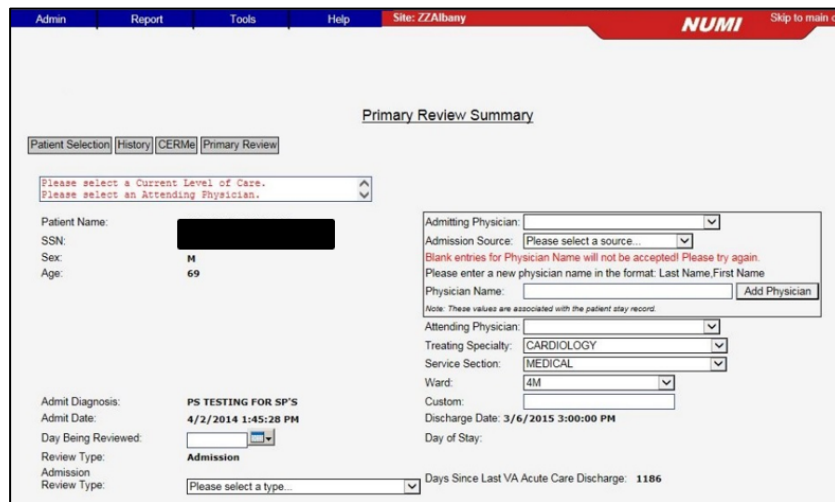 Admin Report Tools Help Site: ZZAlbany NUMI Skip to main
Primary Review Summary
Patient Selection History CERMe Primary Review
Please select a Current Level of Care.
Please select an Attending Physician.
Patient Name:
SSN:
Sex: M
Age: 69
Admitting Physician:
Admission Source: Please select a source...
Blank entries for Physician Name will not be accepted! Please try again.
Please enter a new physician name in the format: Last Name,First Name
Physician Name: Add Physician
Note: These values are associated with the patient stay record.
Attending Physician:
Treating Specialty: CARDIOLOGY
Service Section: MEDICAL
Ward: 4M
Admit Diagnosis: PS TESTING FOR SP'S Custom:
Admit Date: 4/2/2014 1:45:28 PM Discharge Date: 3/6/2015 3:00:00 PM
Day Being Reviewed: Day of Stay:
Review Type: Admission
Admission
Review Type: Please select a type... Days Since Last VA Acute Care Discharge: 1186